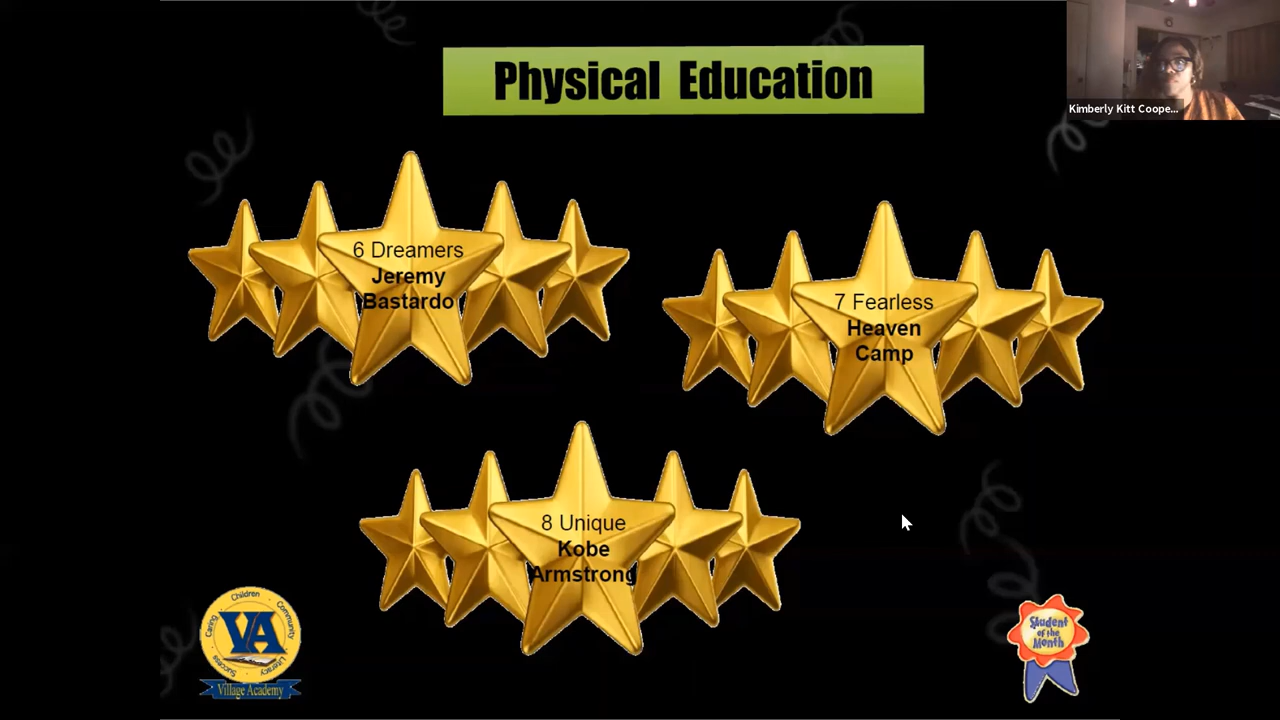 Physical Education
Kimberly Kitt Coope...
6 Dreamers
Jeremy
Bastardo
7 Fearless
Heaven
Camp
8 Unique
Kobe
Armstrong
Caring · Children · Community
VA
Success · Literacy
Village Academy
Student
of the
Month